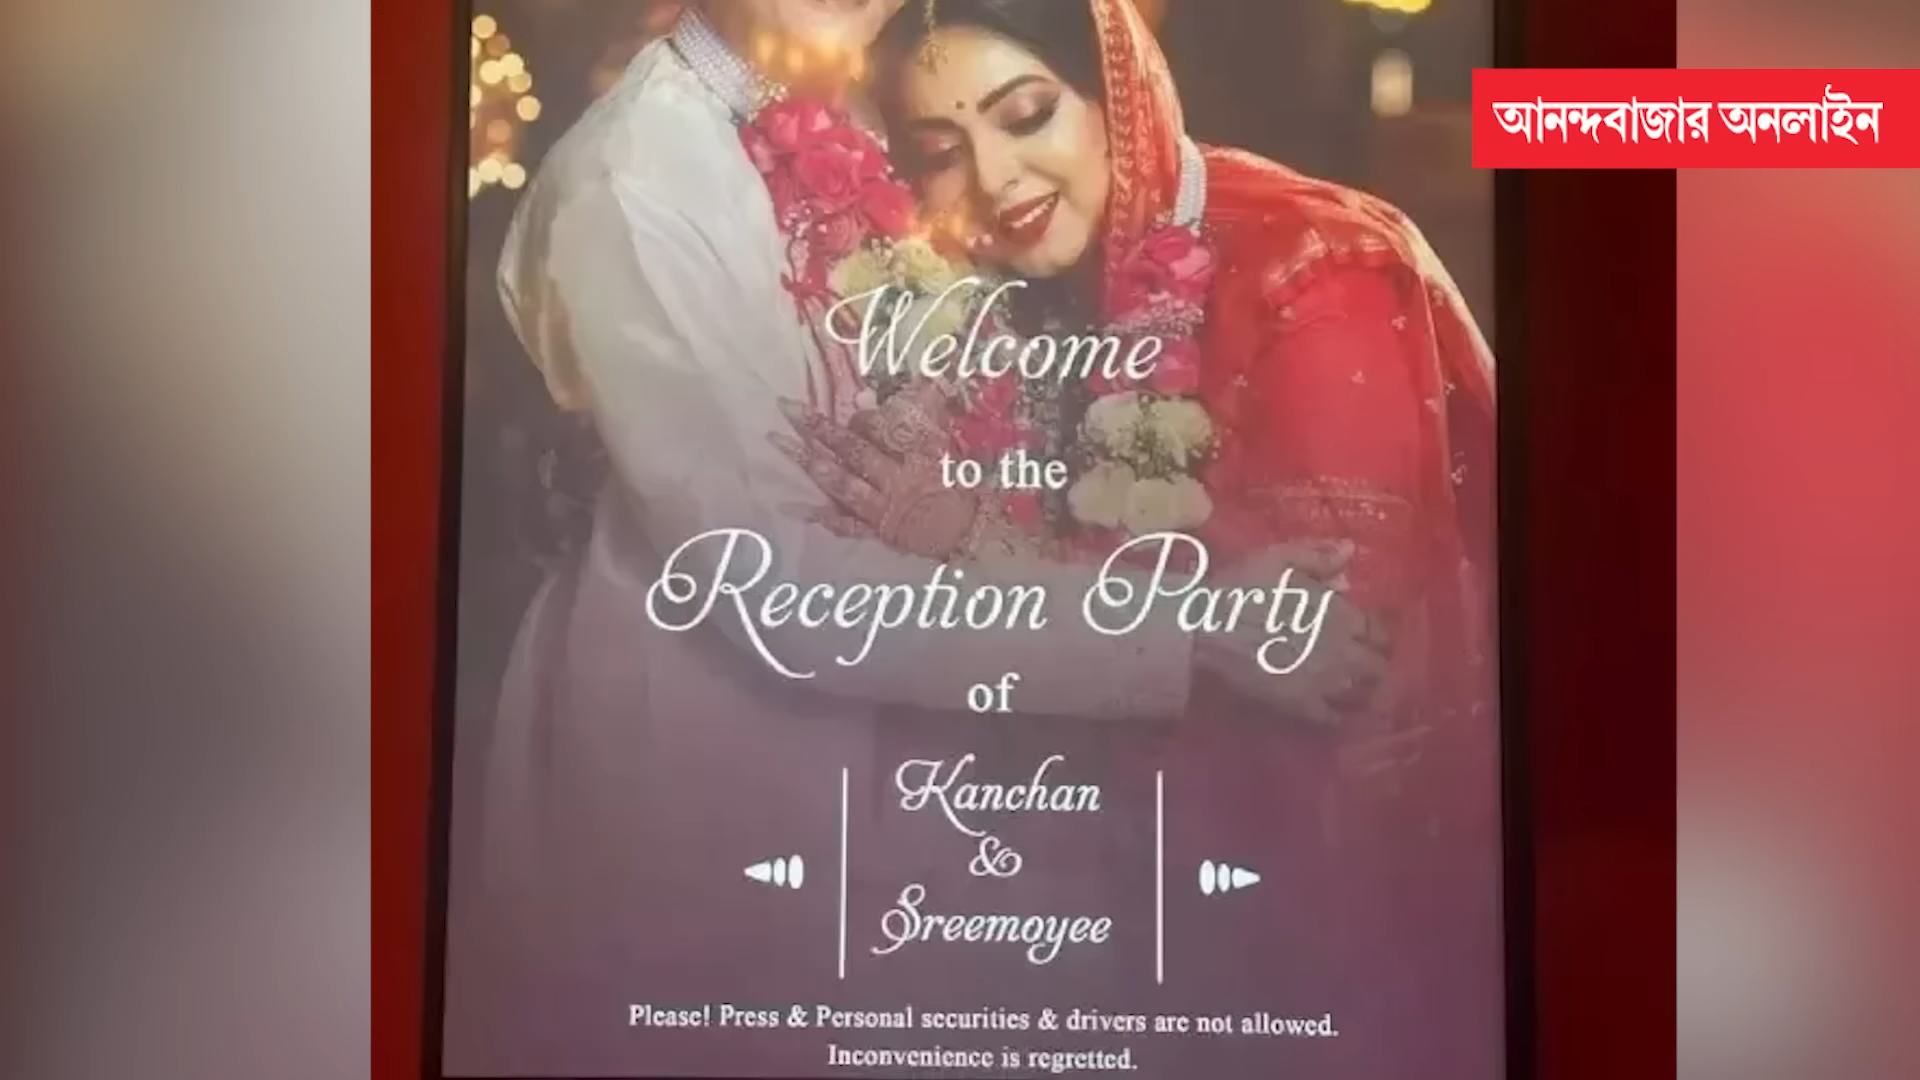 আনন্দবাজার অনলাইন
Welcome
to the
Reception Party
of
Kanchan
&
Sreemoyee
Please! Press & Personal securities & drivers are not allowed.
Inconvenience is regretted.